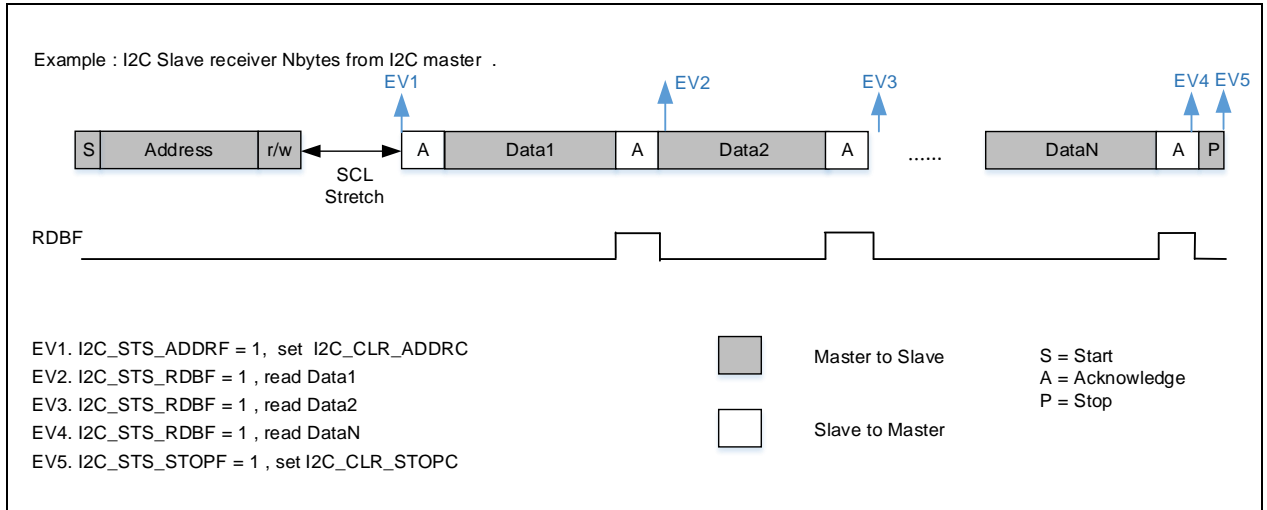 Example : I2C Slave receiver Nbytes from I2C master .
EV1 EV2 EV3 EV4 EV5
S Address r/w A Data1 A Data2 A ...... DataN A P
SCL
Stretch
RDBF
EV1. I2C_STS_ADDRF = 1, set I2C_CLR_ADDRC
EV2. I2C_STS_RDBF = 1 , read Data1
EV3. I2C_STS_RDBF = 1 , read Data2
EV4. I2C_STS_RDBF = 1 , read DataN
EV5. I2C_STS_STOPF = 1 , set I2C_CLR_STOPC
Master to Slave
Slave to Master
S = Start
A = Acknowledge
P = Stop